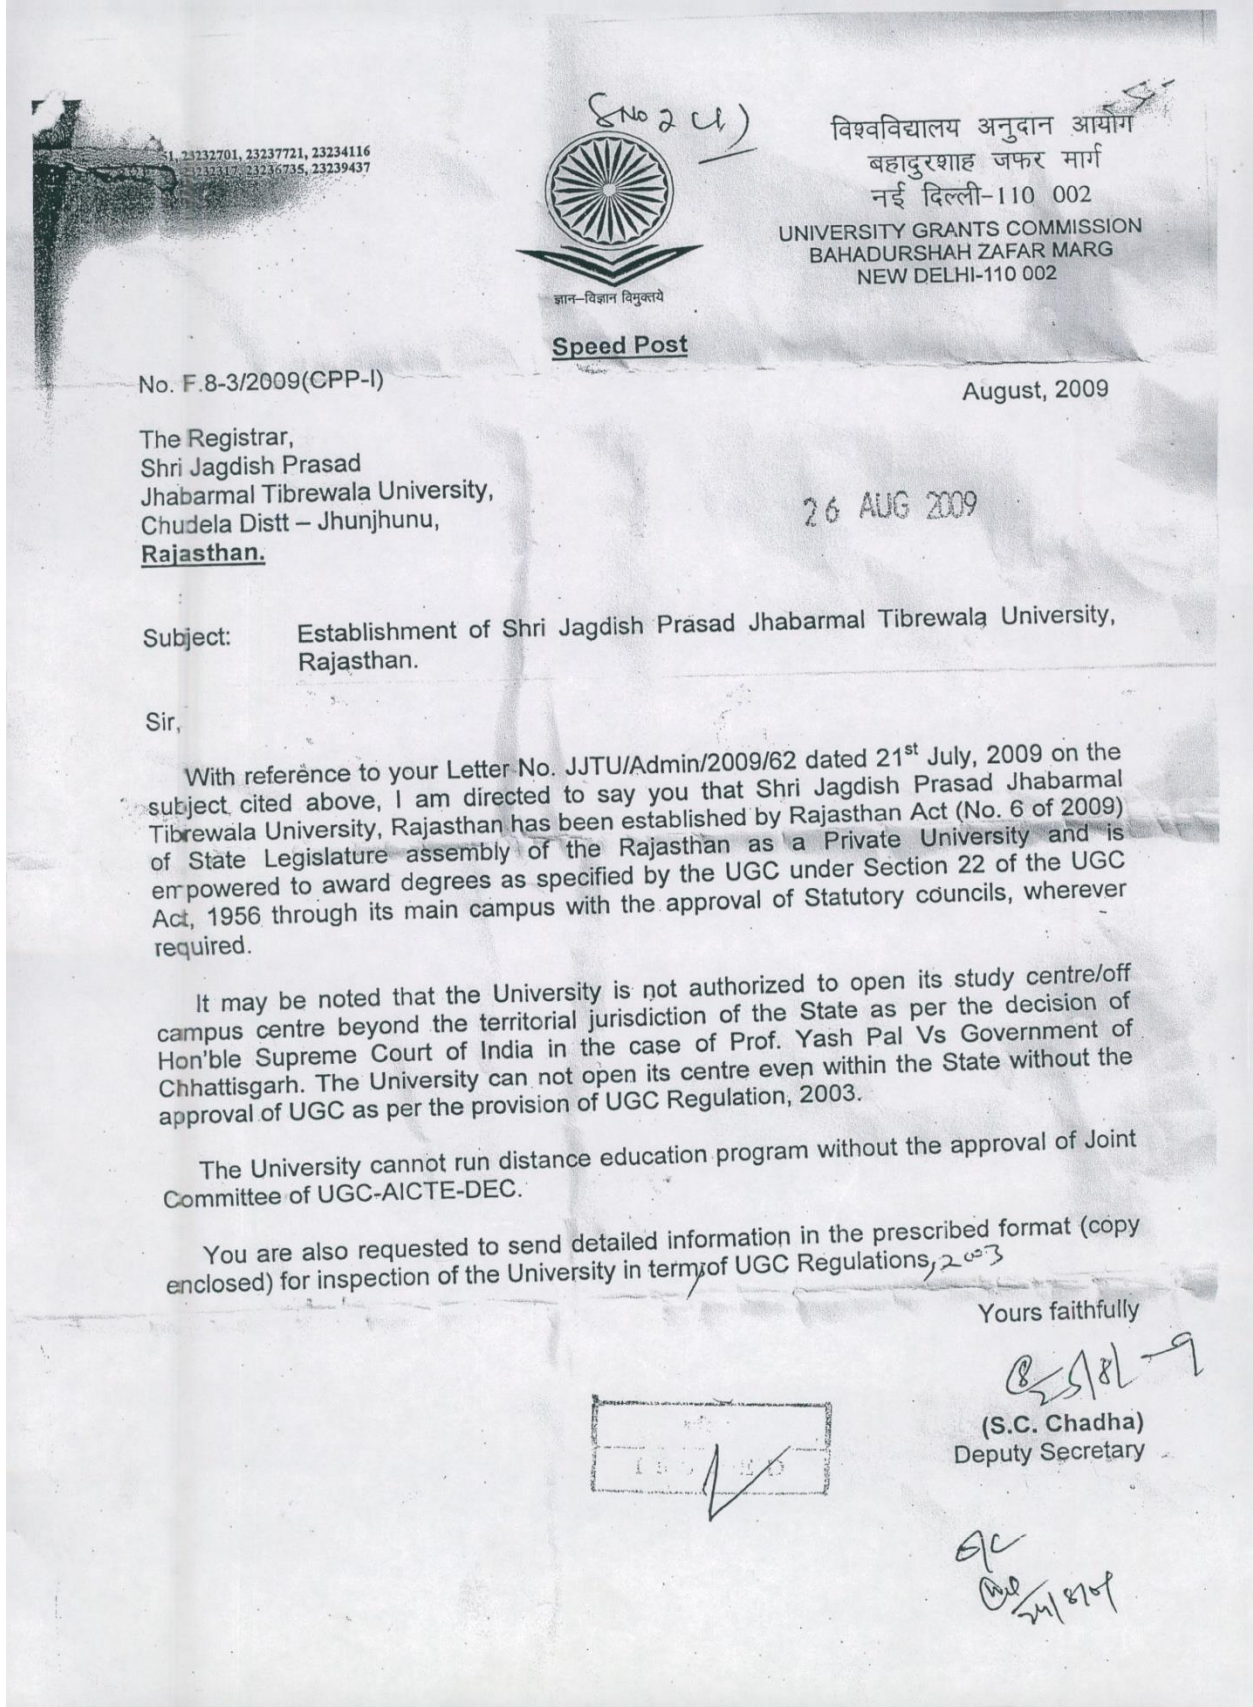 S No 2 (4)
51, 23232701, 23237721, 23234116
23232317, 23236735, 23239437
ज्ञान-विज्ञान विमुक्तये
विश्वविद्यालय अनुदान आयोग
बहादुरशाह जफर मार्ग
नई दिल्ली-110 002
UNIVERSITY GRANTS COMMISSION
BAHADURSHAH ZAFAR MARG
NEW DELHI-110 002
Speed Post
No. F.8-3/2009(CPP-I)
August, 2009
The Registrar,
Shri Jagdish Prasad
Jhabarmal Tibrewala University,
Chudela Distt – Jhunjhunu,
Rajasthan.
26 AUG 2009
Subject: Establishment of Shri Jagdish Prasad Jhabarmal Tibrewala University,
Rajasthan.
Sir,
With reference to your Letter No. JJTU/Admin/2009/62 dated 21st July, 2009 on the
subject cited above, I am directed to say you that Shri Jagdish Prasad Jhabarmal
Tibrewala University, Rajasthan has been established by Rajasthan Act (No. 6 of 2009)
of State Legislature assembly of the Rajasthan as a Private University and is
empowered to award degrees as specified by the UGC under Section 22 of the UGC
Act, 1956 through its main campus with the approval of Statutory councils, wherever
required.
It may be noted that the University is not authorized to open its study centre/off
campus centre beyond the territorial jurisdiction of the State as per the decision of
Hon'ble Supreme Court of India in the case of Prof. Yash Pal Vs Government of
Chhattisgarh. The University can not open its centre even within the State without the
approval of UGC as per the provision of UGC Regulation, 2003.
The University cannot run distance education program without the approval of Joint
Committee of UGC-AICTE-DEC.
You are also requested to send detailed information in the prescribed format (copy
enclosed) for inspection of the University in term of UGC Regulations, 2003
Yours faithfully
(S.C. Chadha)
Deputy Secretary